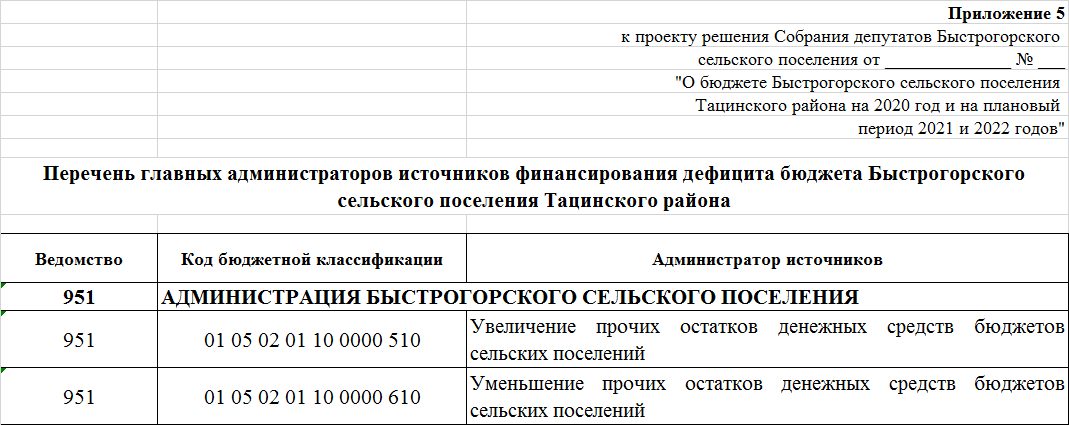 Приложение 5
к проекту решения Собрания депутатов Быстрогорского
сельского поселения от _______________ № ___
"О бюджете Быстрогорского сельского поселения
Тацинского района на 2020 год и на плановый
период 2021 и 2022 годов"
Перечень главных администраторов источников финансирования дефицита бюджета Быстрогорского
сельского поселения Тацинского района
Ведомство Код бюджетной классификации Администратор источников
951 АДМИНИСТРАЦИЯ БЫСТРОГОРСКОГО СЕЛЬСКОГО ПОСЕЛЕНИЯ
951 01 05 02 01 10 0000 510 Увеличение прочих остатков денежных средств бюджетов
сельских поселений
951 01 05 02 01 10 0000 610 Уменьшение прочих остатков денежных средств бюджетов
сельских поселений